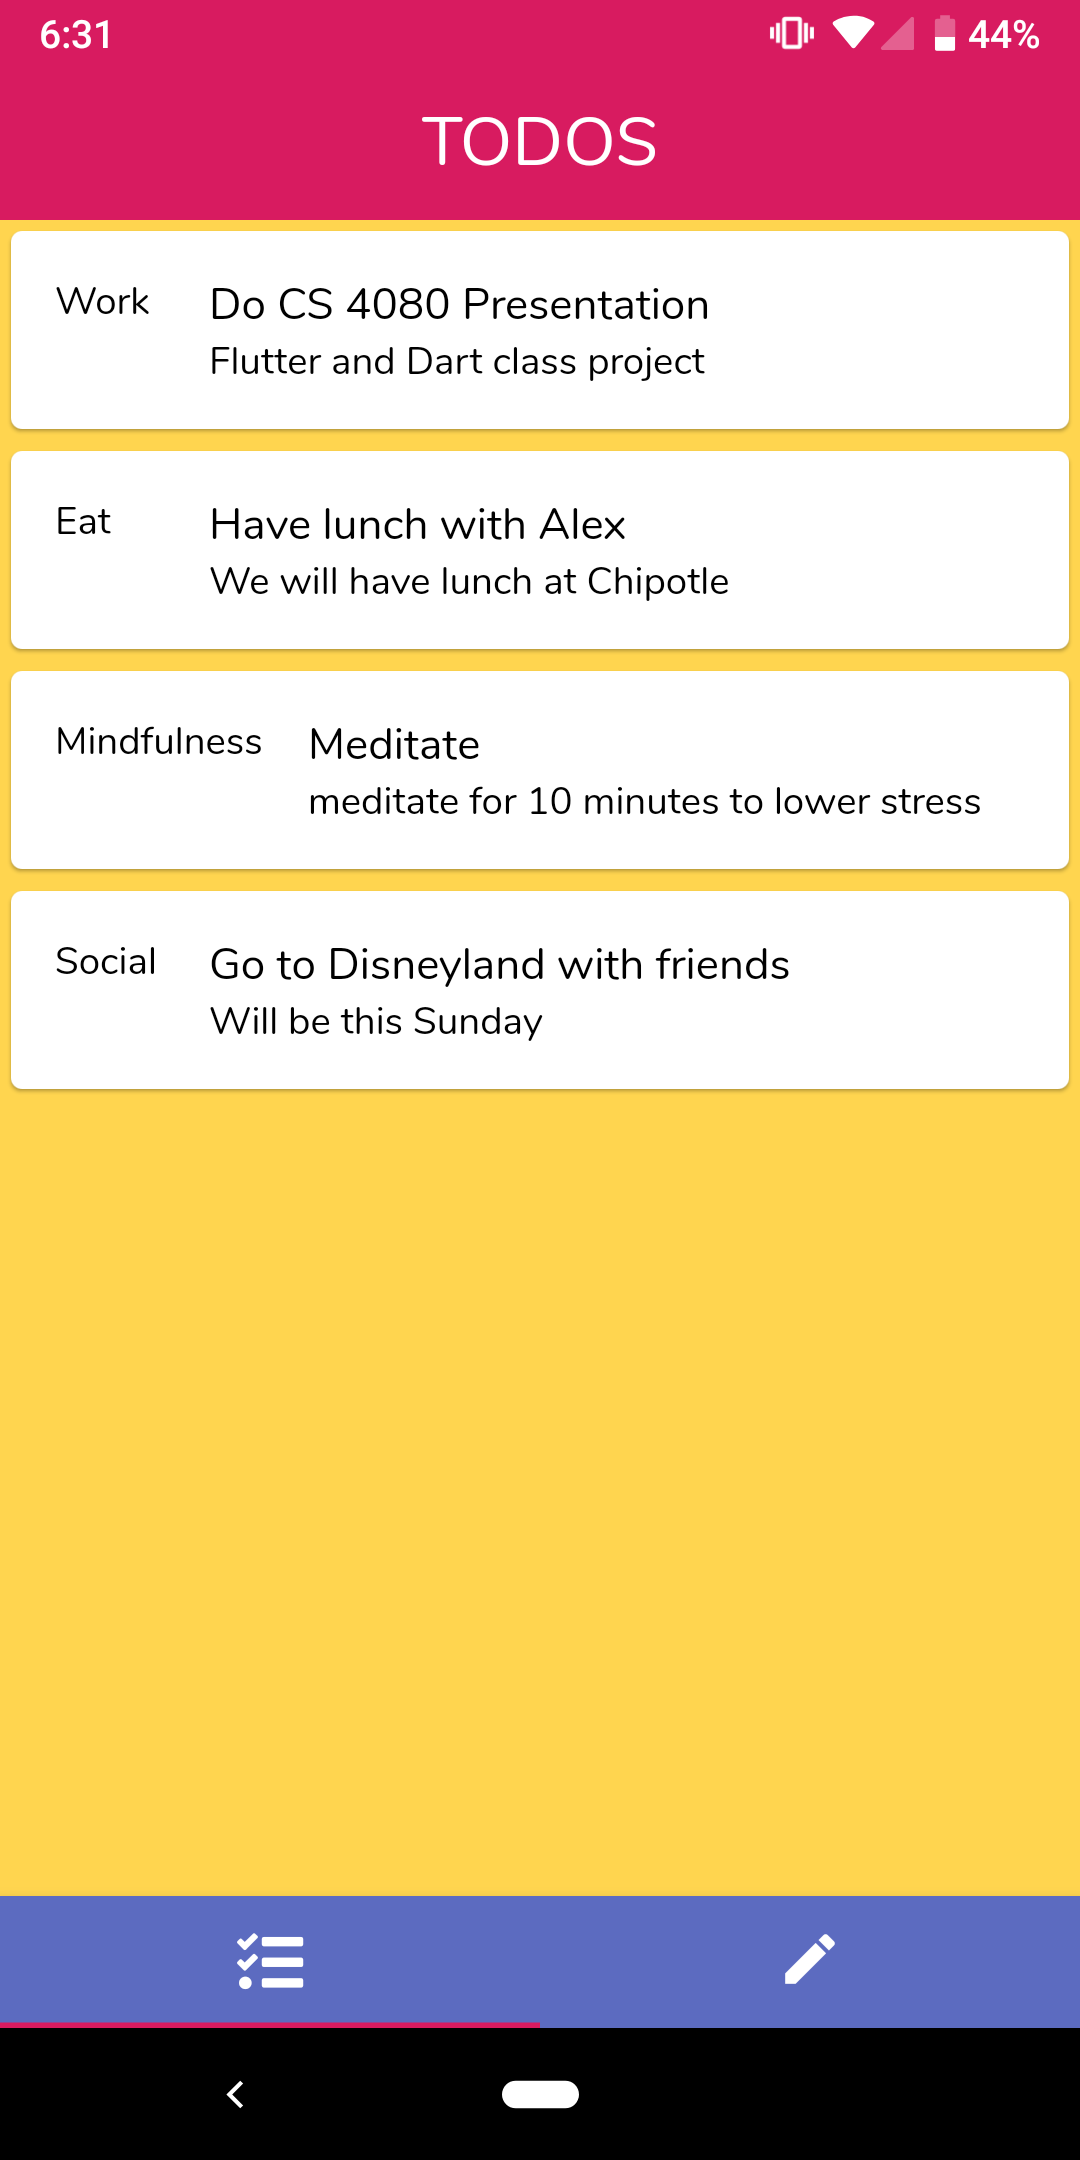 6:31 44%
TODOS
Work Do CS 4080 Presentation
Flutter and Dart class project
Eat Have lunch with Alex
We will have lunch at Chipotle
Mindfulness Meditate
meditate for 10 minutes to lower stress
Social Go to Disneyland with friends
Will be this Sunday